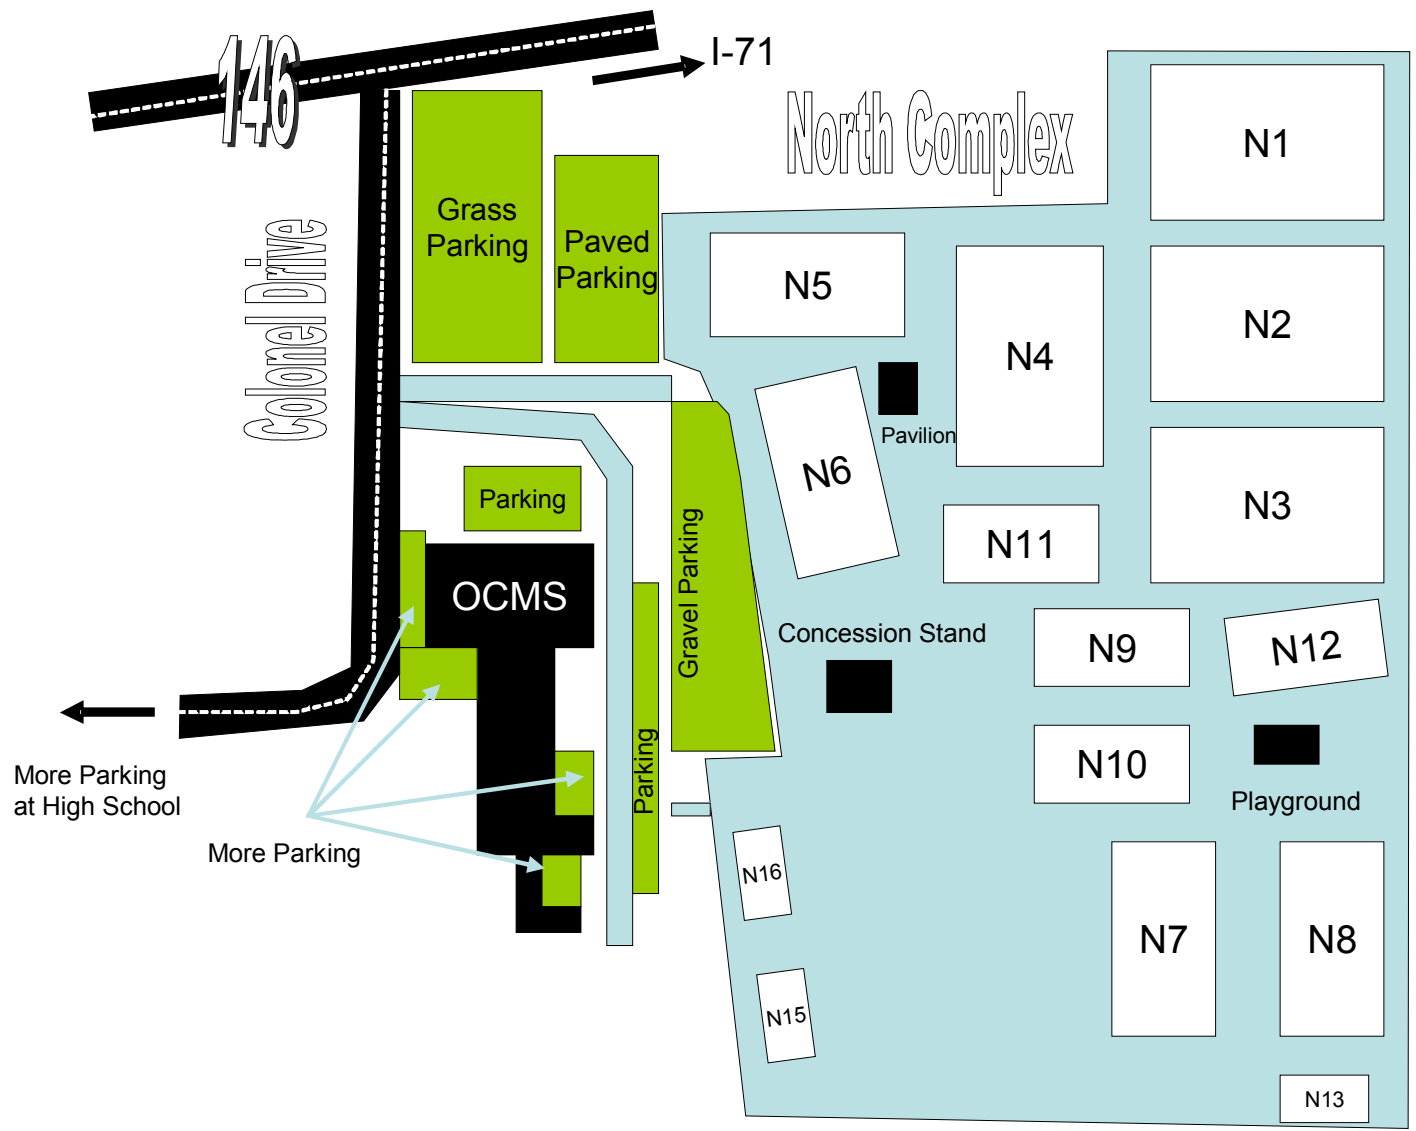 146
I-71
North Complex
N1
Grass
Parking
Paved
Parking
Colonel Drive
N5
N4
N2
Pavilion
N6
Parking
Gravel Parking
N11
N3
OCMS
Concession Stand
N9
N12
More Parking
at High School
Parking
N10
Playground
More Parking
N16
N7
N8
N15
N13